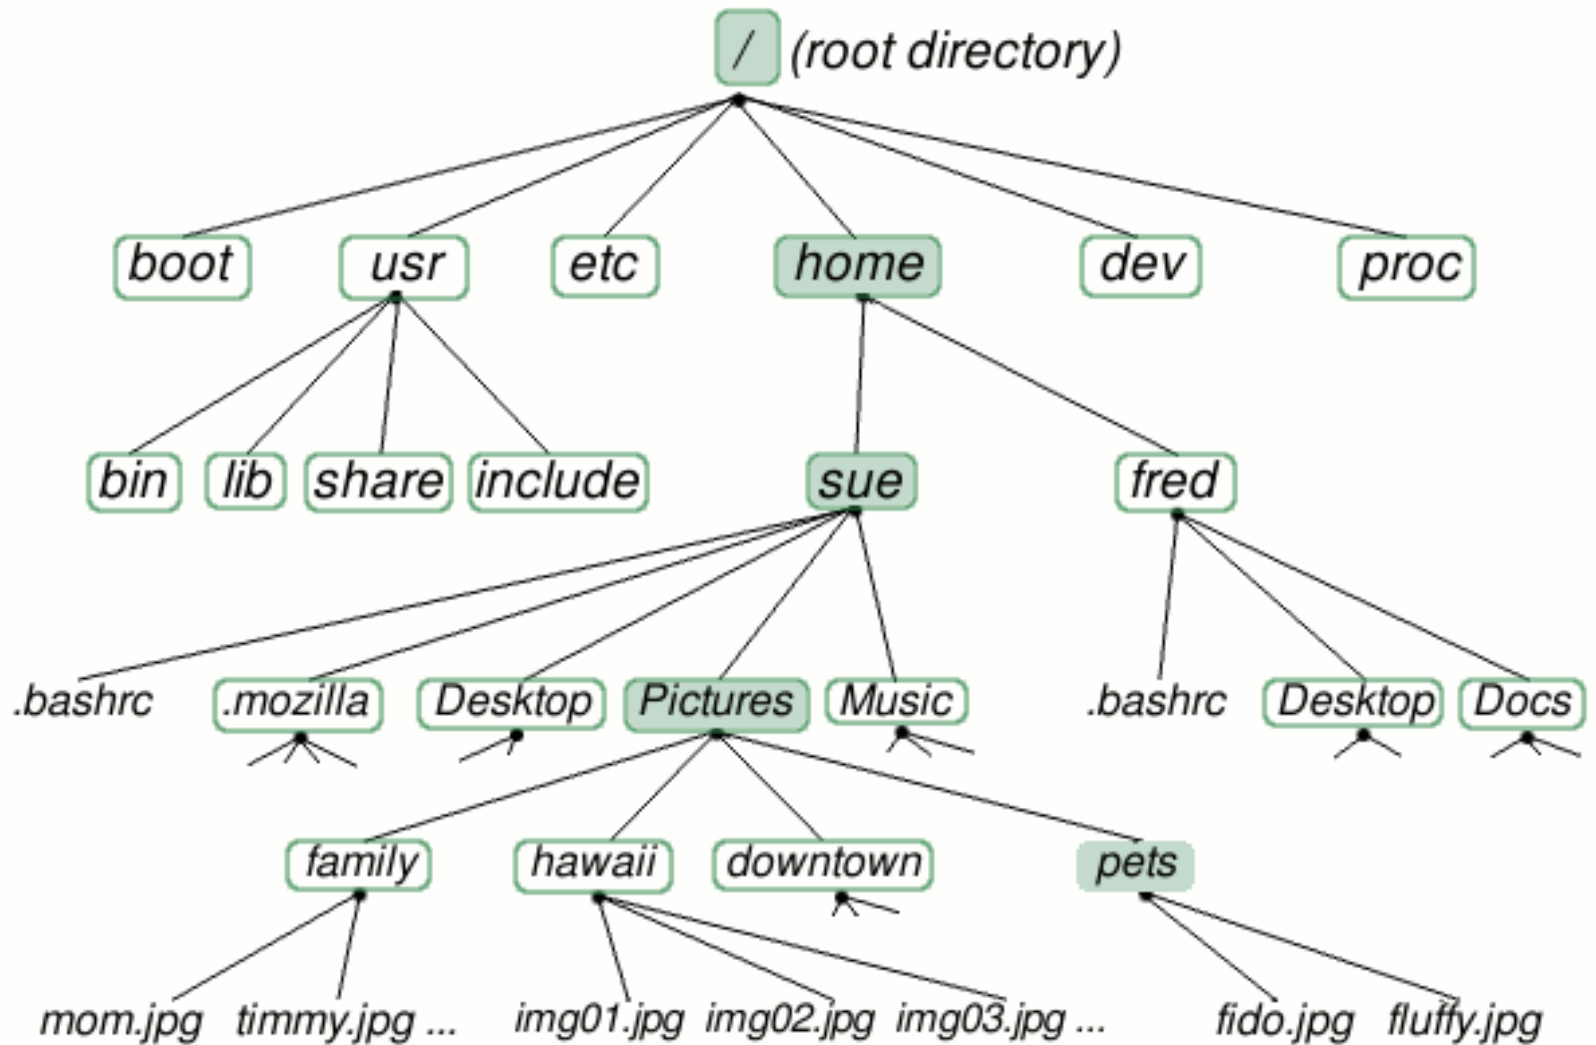 / (root directory)
boot usr etc home dev proc
bin lib share include sue fred
.bashrc .mozilla Desktop Pictures Music .bashrc Desktop Docs
family hawaii downtown pets
mom.jpg timmy.jpg ... img01.jpg img02.jpg img03.jpg ... fido.jpg fluffy.jpg